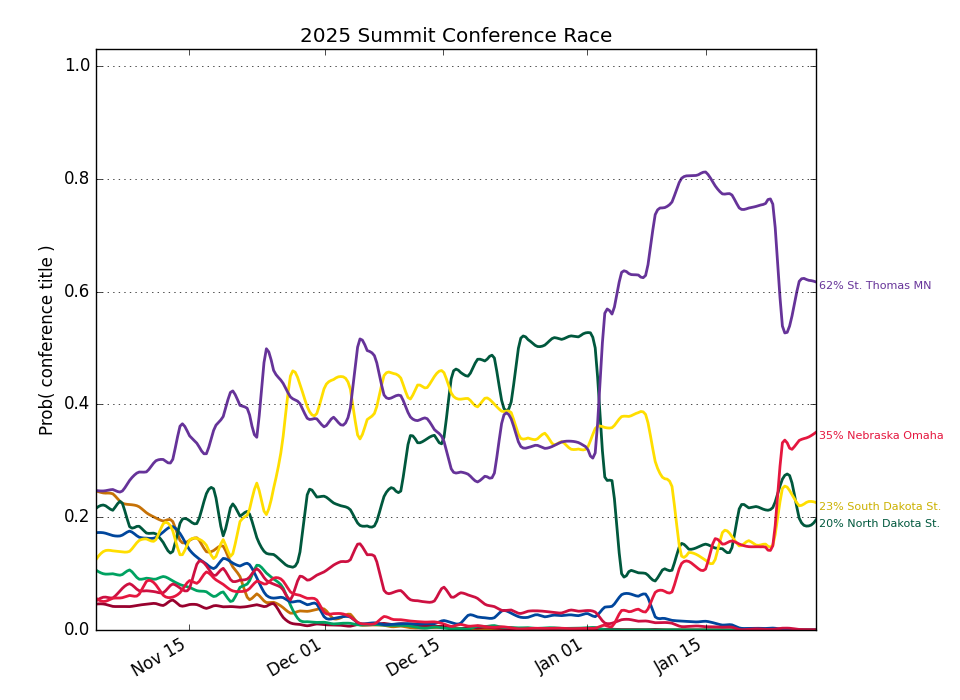 2025 Summit Conference Race
Prob( conference title )
1.0
0.8
0.6
0.4
0.2
0.0
Nov 15
Dec 01
Dec 15
Jan 01
Jan 15
62% St. Thomas MN
35% Nebraska Omaha
23% South Dakota St.
20% North Dakota St.